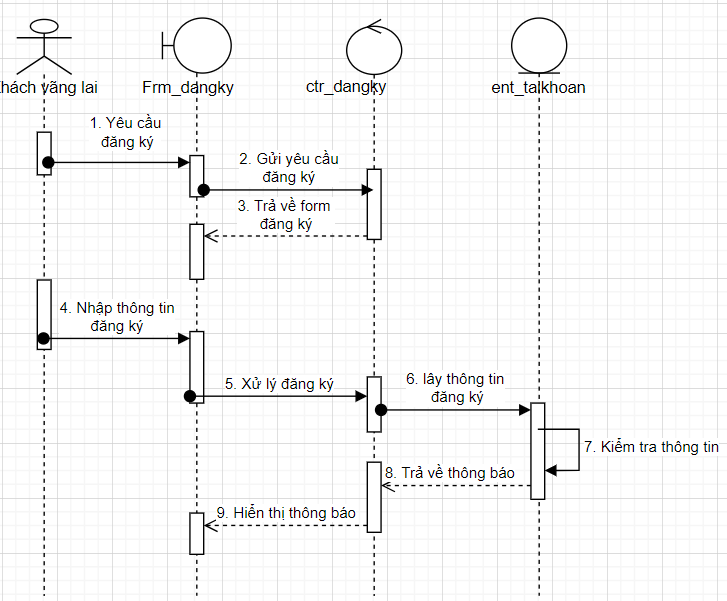 hách vãng lai
Frm_dangky
ctr_dangky
ent_talkhoan
1. Yêu cầu
đăng ký
2. Gửi yêu cầu
đăng ký
3. Trả về form
đăng ký
4. Nhập thông tin
đăng ký
5. Xử lý đăng ký
6. lây thông tin
đăng ký
7. Kiểm tra thông tin
8. Trả về thông báo
9. Hiển thị thông báo